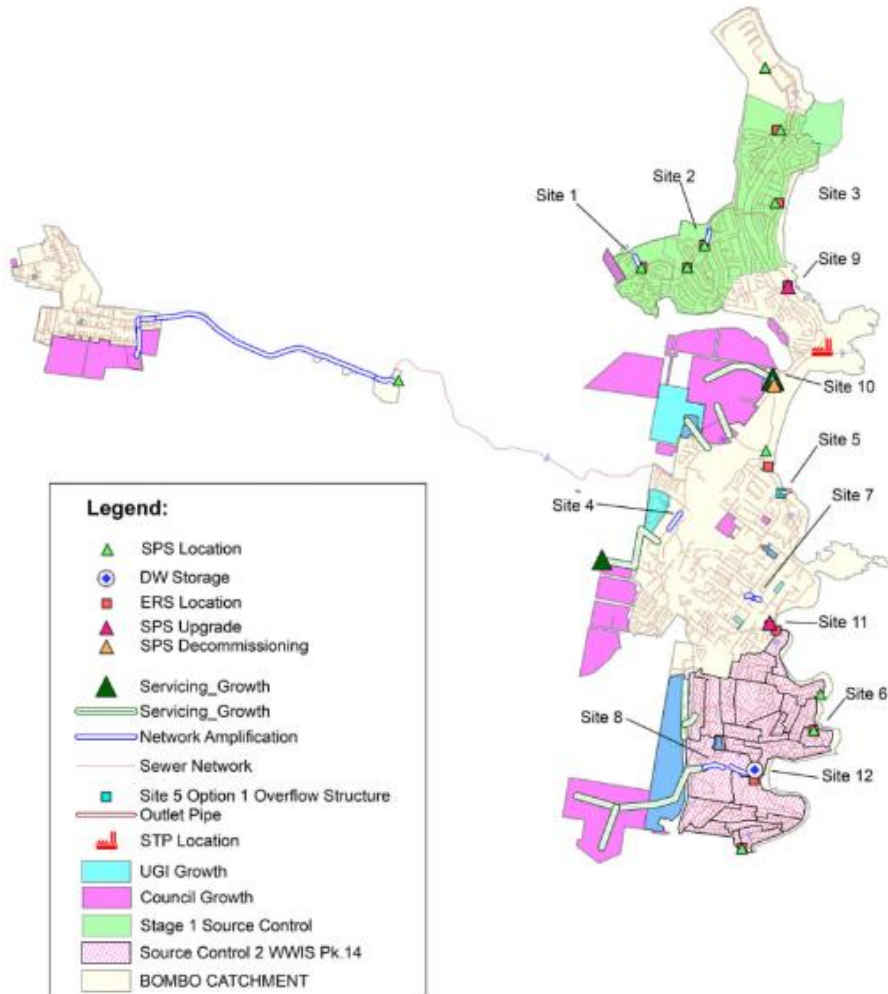 Site 2
Site 1
Site 3
Site 9
Site 10
Site 5
Site 7
Site 4
Site 11
Site 6
Site 8
Site 12
Legend:
SPS Location
DW Storage
ERS Location
SPS Upgrade
SPS Decommissioning
Servicing_Growth
Servicing_Growth
Network Amplification
Sewer Network
Site 5 Option 1 Overflow Structure
Outlet Pipe
STP Location
UGI Growth
Council Growth
Stage 1 Source Control
Source Control 2 WWIS Pk.14
BOMBO CATCHMENT